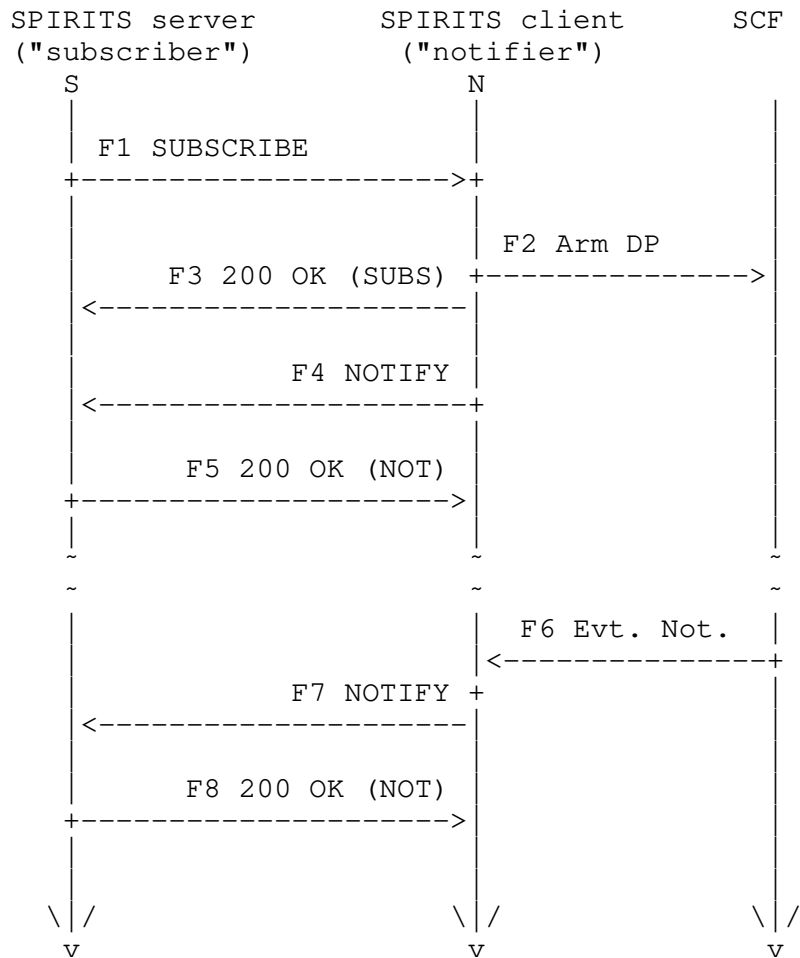 SPIRITS server SPIRITS client SCF
("subscriber") ("notifier")
S N
F1 SUBSCRIBE
F2 Arm DP
F3 200 OK (SUBS)
F4 NOTIFY
F5 200 OK (NOT)
~ ~ ~
~ ~ ~
F6 Evt. Not.
F7 NOTIFY
F8 200 OK (NOT)
v v v